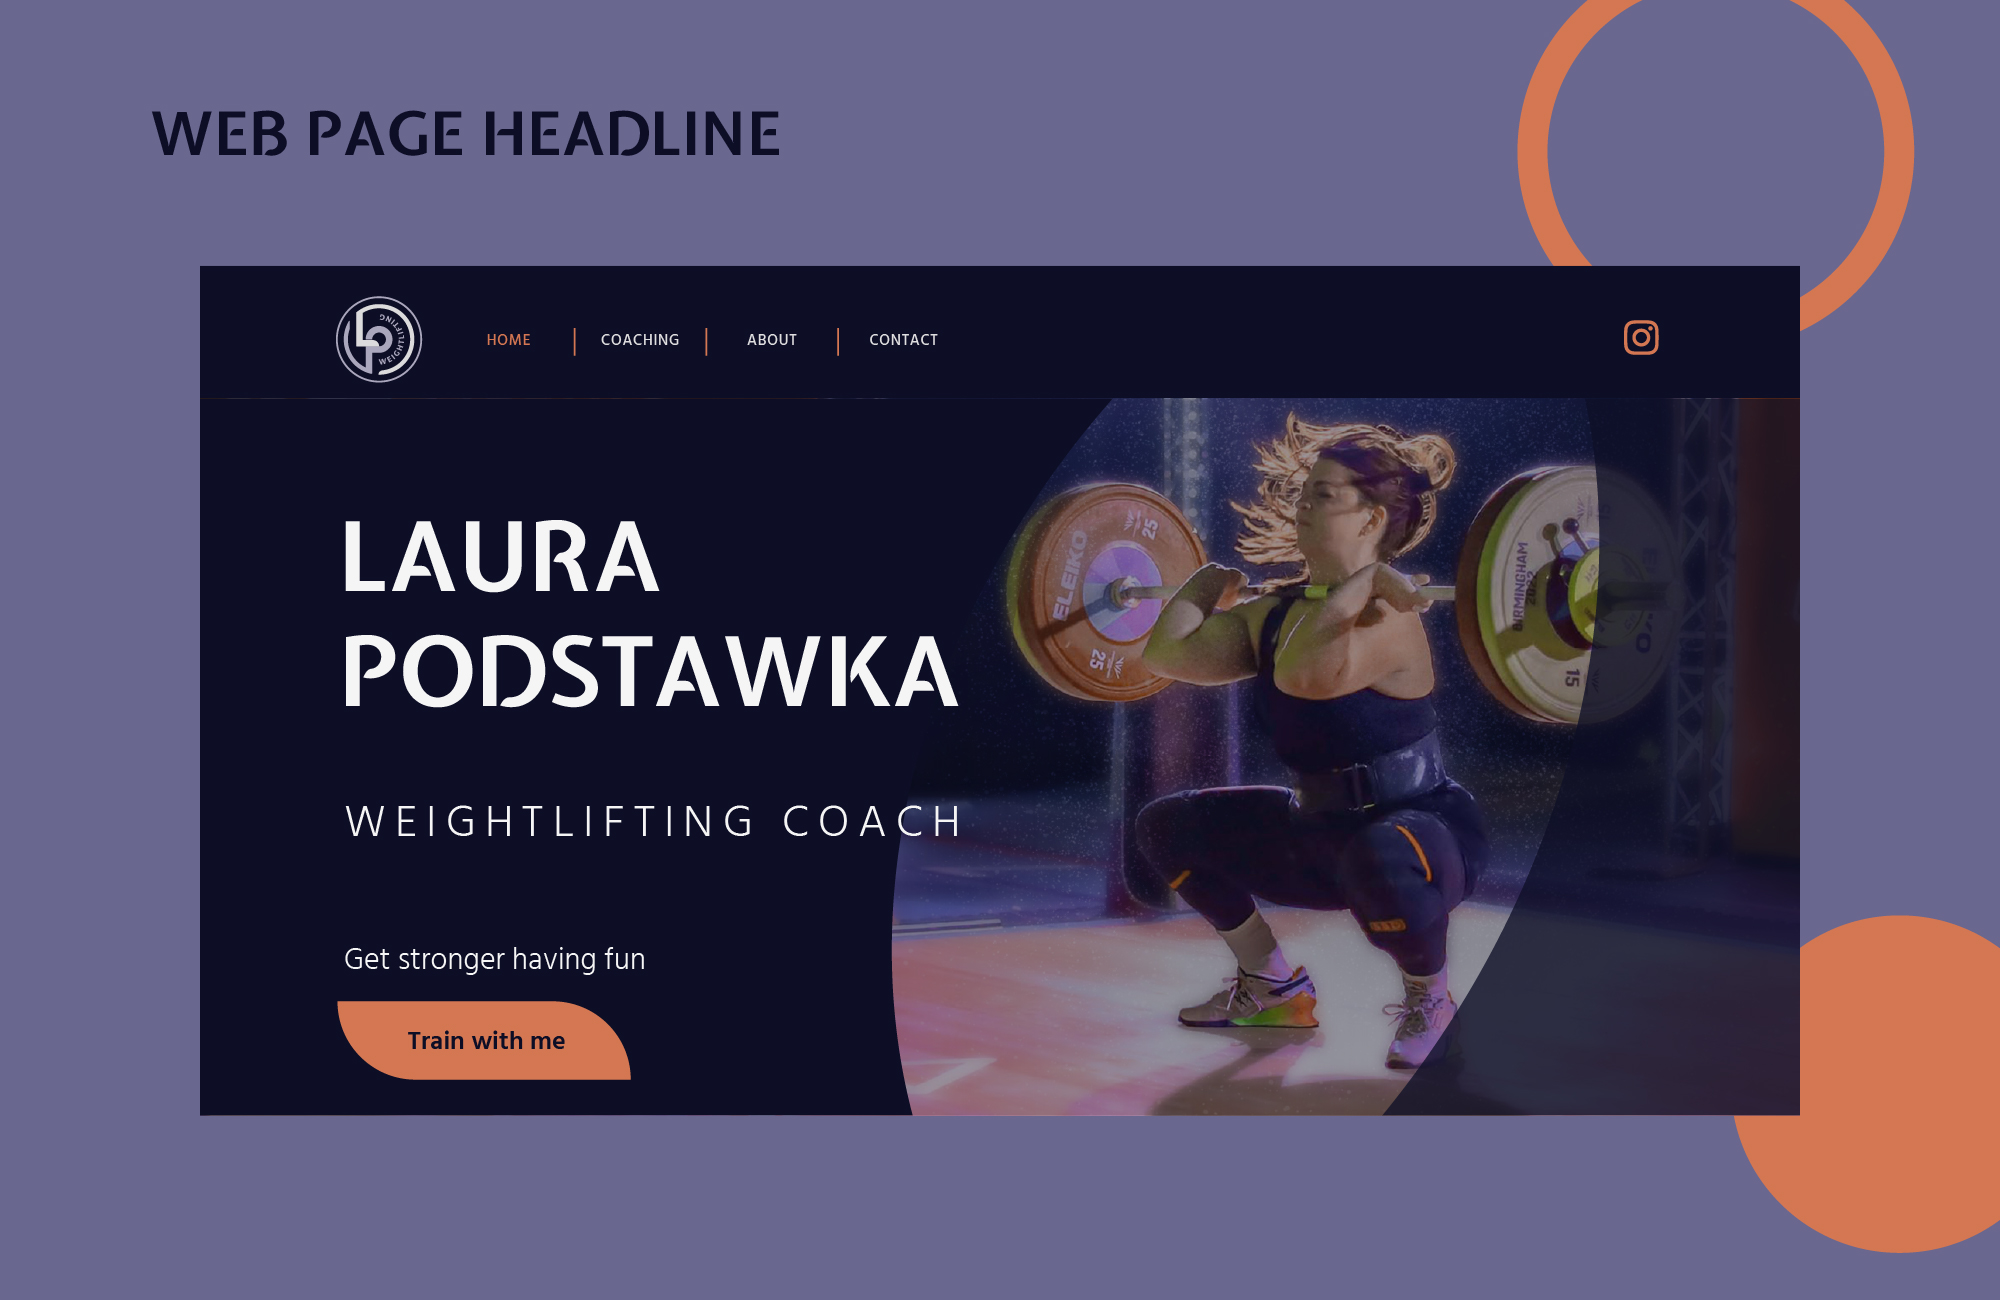 WEB PAGE HEADLINE
LP
WEIGHTLIFTING
HOME
COACHING
ABOUT
CONTACT
LAURA
PODSTAWKA
WEIGHTLIFTING COACH
Get stronger having fun
Train with me
ELEIKO
25
25
BIRMINGHAM
2022
15